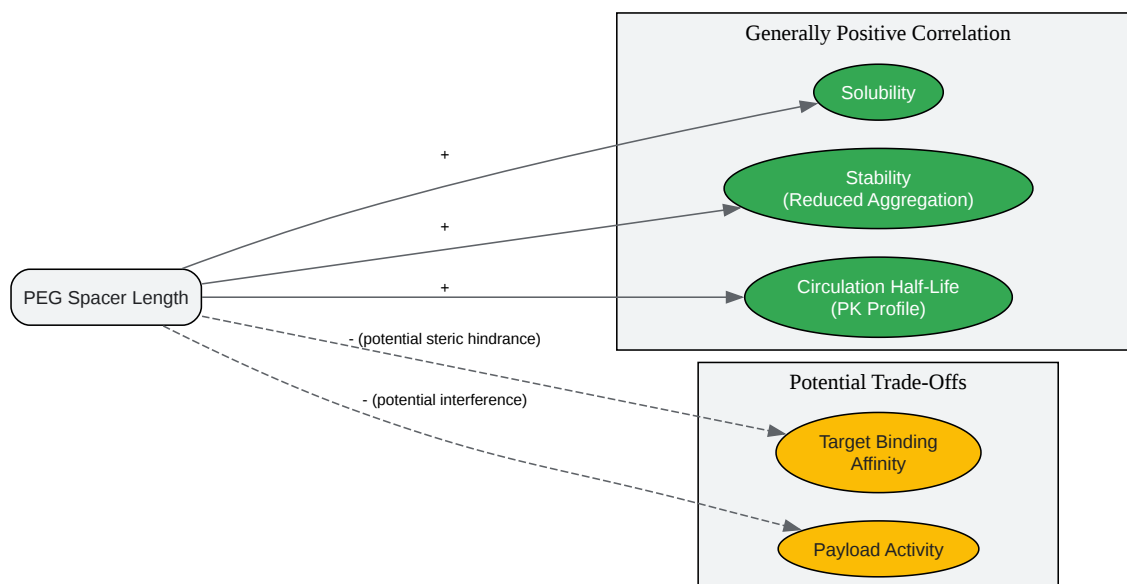 Generally Positive Correlation
Solubility
+
Stability
(Reduced Aggregation)
+
PEG Spacer Length
+
Circulation Half-Life
(PK Profile)
- (potential steric hindrance)
Potential Trade-Offs
- (potential interference)
Target Binding
Affinity
Payload Activity